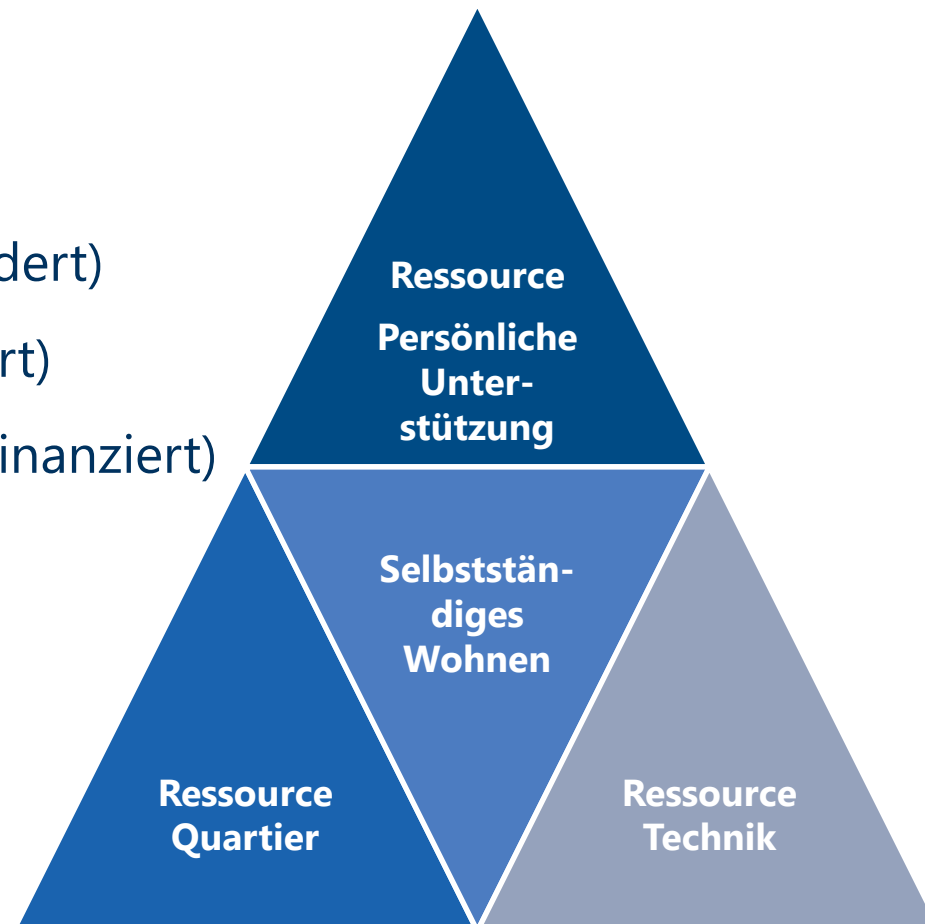 dert)
rt)
inanziert)
Ressource
Persönliche
Unter-
stützung
Selbststän-
diges
Wohnen
Ressource
Quartier
Ressource
Technik